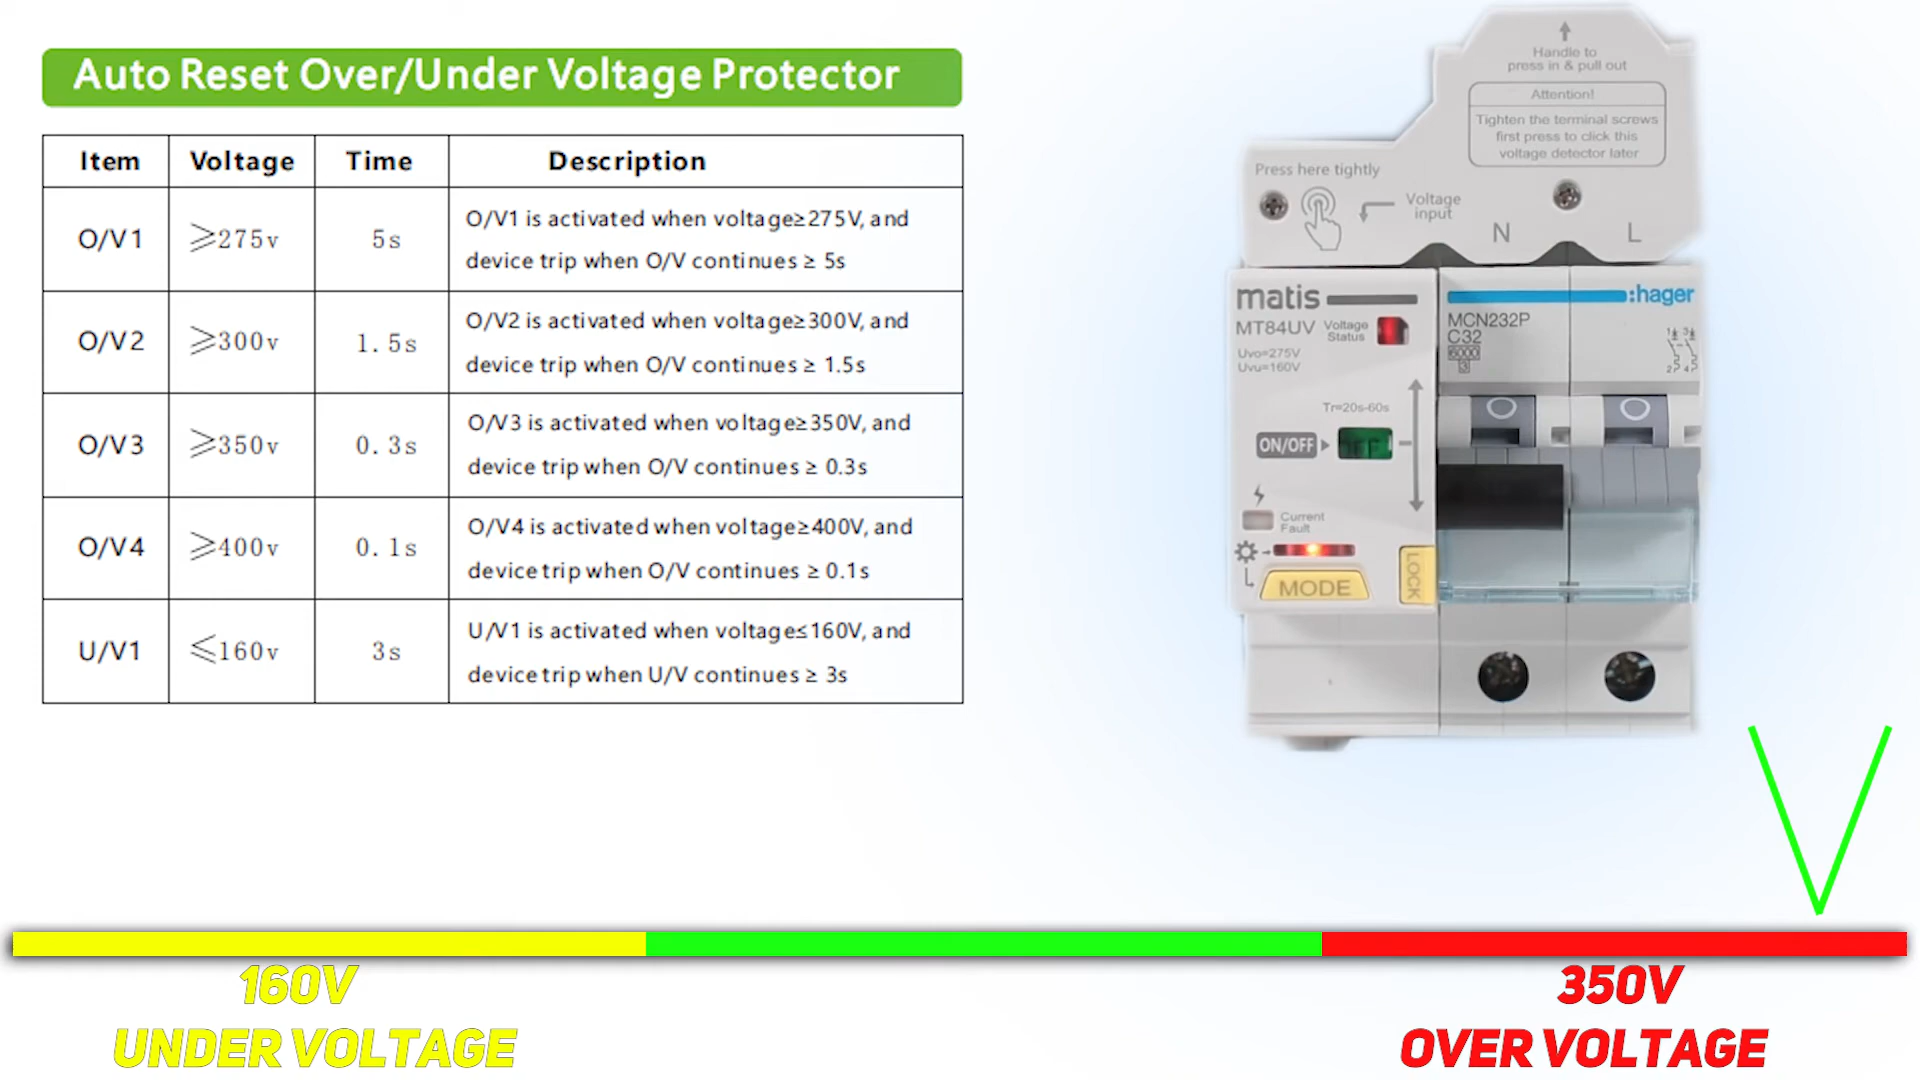 Auto Reset Over/Under Voltage Protector
Item Voltage Time Description
O/V1 ≥275v 5s O/V1 is activated when voltage≥275V, and
device trip when O/V continues ≥ 5s
O/V2 ≥300v 1.5s O/V2 is activated when voltage≥300V, and
device trip when O/V continues ≥ 1.5s
O/V3 ≥350v 0.3s O/V3 is activated when voltage≥350V, and
device trip when O/V continues ≥ 0.3s
O/V4 ≥400v 0.1s O/V4 is activated when voltage≥400V, and
device trip when O/V continues ≥ 0.1s
U/V1 ≤160v 3s U/V1 is activated when voltage≤160V, and
device trip when U/V continues ≥ 3s
Handle to
press in & pull out
Attention!
Tighten the terminal screws
first press to click this
voltage detector later
Press here tightly
Voltage
input
N L
matis
MT84UV
Voltage
Status
Uvo=275V
Uvu=160V
Tr=20s-60s
ON/OFF
OFF
Current
Fault
MODE
LOCK
:hager
MCN232P
C32
6000
3
1 3
2 4
160V
UNDER VOLTAGE
350V
OVER VOLTAGE